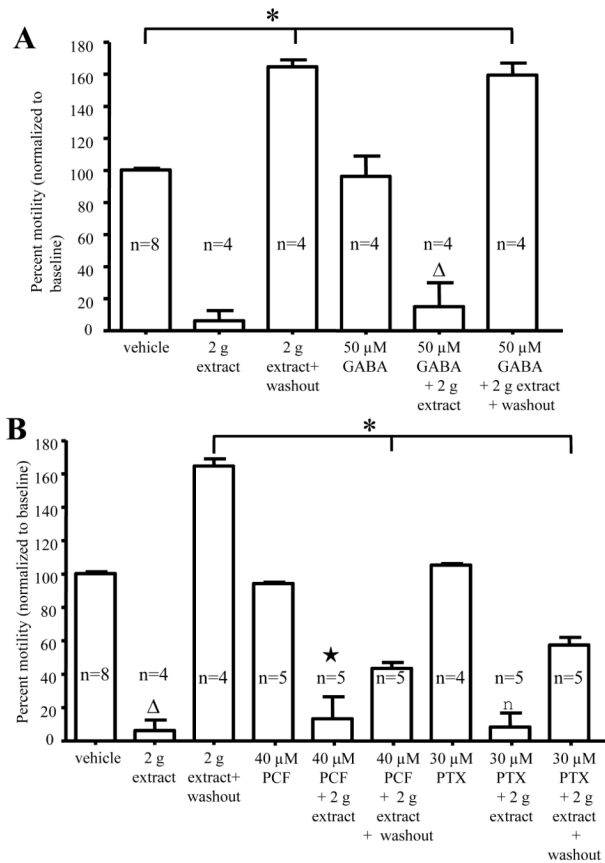 A
*
Percent motility (normalized to
baseline)
180
160
140
120
100
80
60
40
20
0
n=8
n=4
n=4
n=4
n=4
Δ
n=4
vehicle
2 g
extract
2 g
extract+
washout
50 µM
GABA
50 µM
GABA
+ 2 g
extract
50 µM
GABA
+ 2 g extract
+ washout
B
*
Percent motility (normalized to baseline)
180
160
140
120
100
80
60
40
20
0
n=8
n=4
Δ
n=4
n=5
★
n=5
n=5
n=4
n=5
n
n=5
vehicle
2 g
extract
2 g
extract+
washout
40 µM
PCF
40 µM
PCF
+ 2 g
extract
40 µM
PCF
+ 2 g
extract
+ washout
30 µM
PTX
30 µM
PTX
+ 2 g
extract
30 µM
PTX
+ 2 g
extract
+
washout